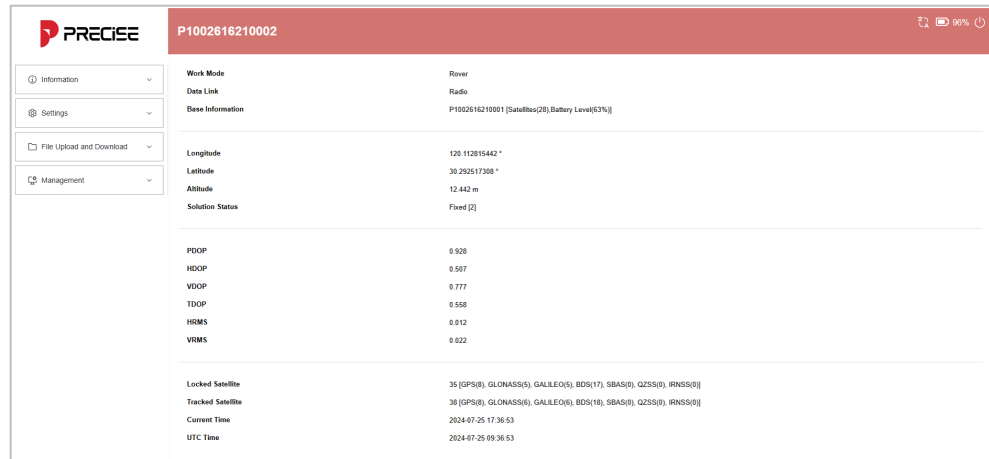 PRECISE
P1002616210002
96%
Information
Settings
File Upload and Download
Management
Work Mode Rover
Data Link Radio
Base Information P1002616210001 [Satellites(28),Battery Level(63%)]
Longitude 120.112815442 °
Latitude 30.292517308 °
Altitude 12.442 m
Solution Status Fixed [2]
PDOP 0.928
HDOP 0.507
VDOP 0.777
TDOP 0.558
HRMS 0.012
VRMS 0.022
Locked Satellite 35 [GPS(8), GLONASS(5), GALILEO(5), BDS(17), SBAS(0), QZSS(0), IRNSS(0)]
Tracked Satellite 38 [GPS(8), GLONASS(6), GALILEO(6), BDS(18), SBAS(0), QZSS(0), IRNSS(0)]
Current Time 2024-07-25 17:36:53
UTC Time 2024-07-25 09:36:53